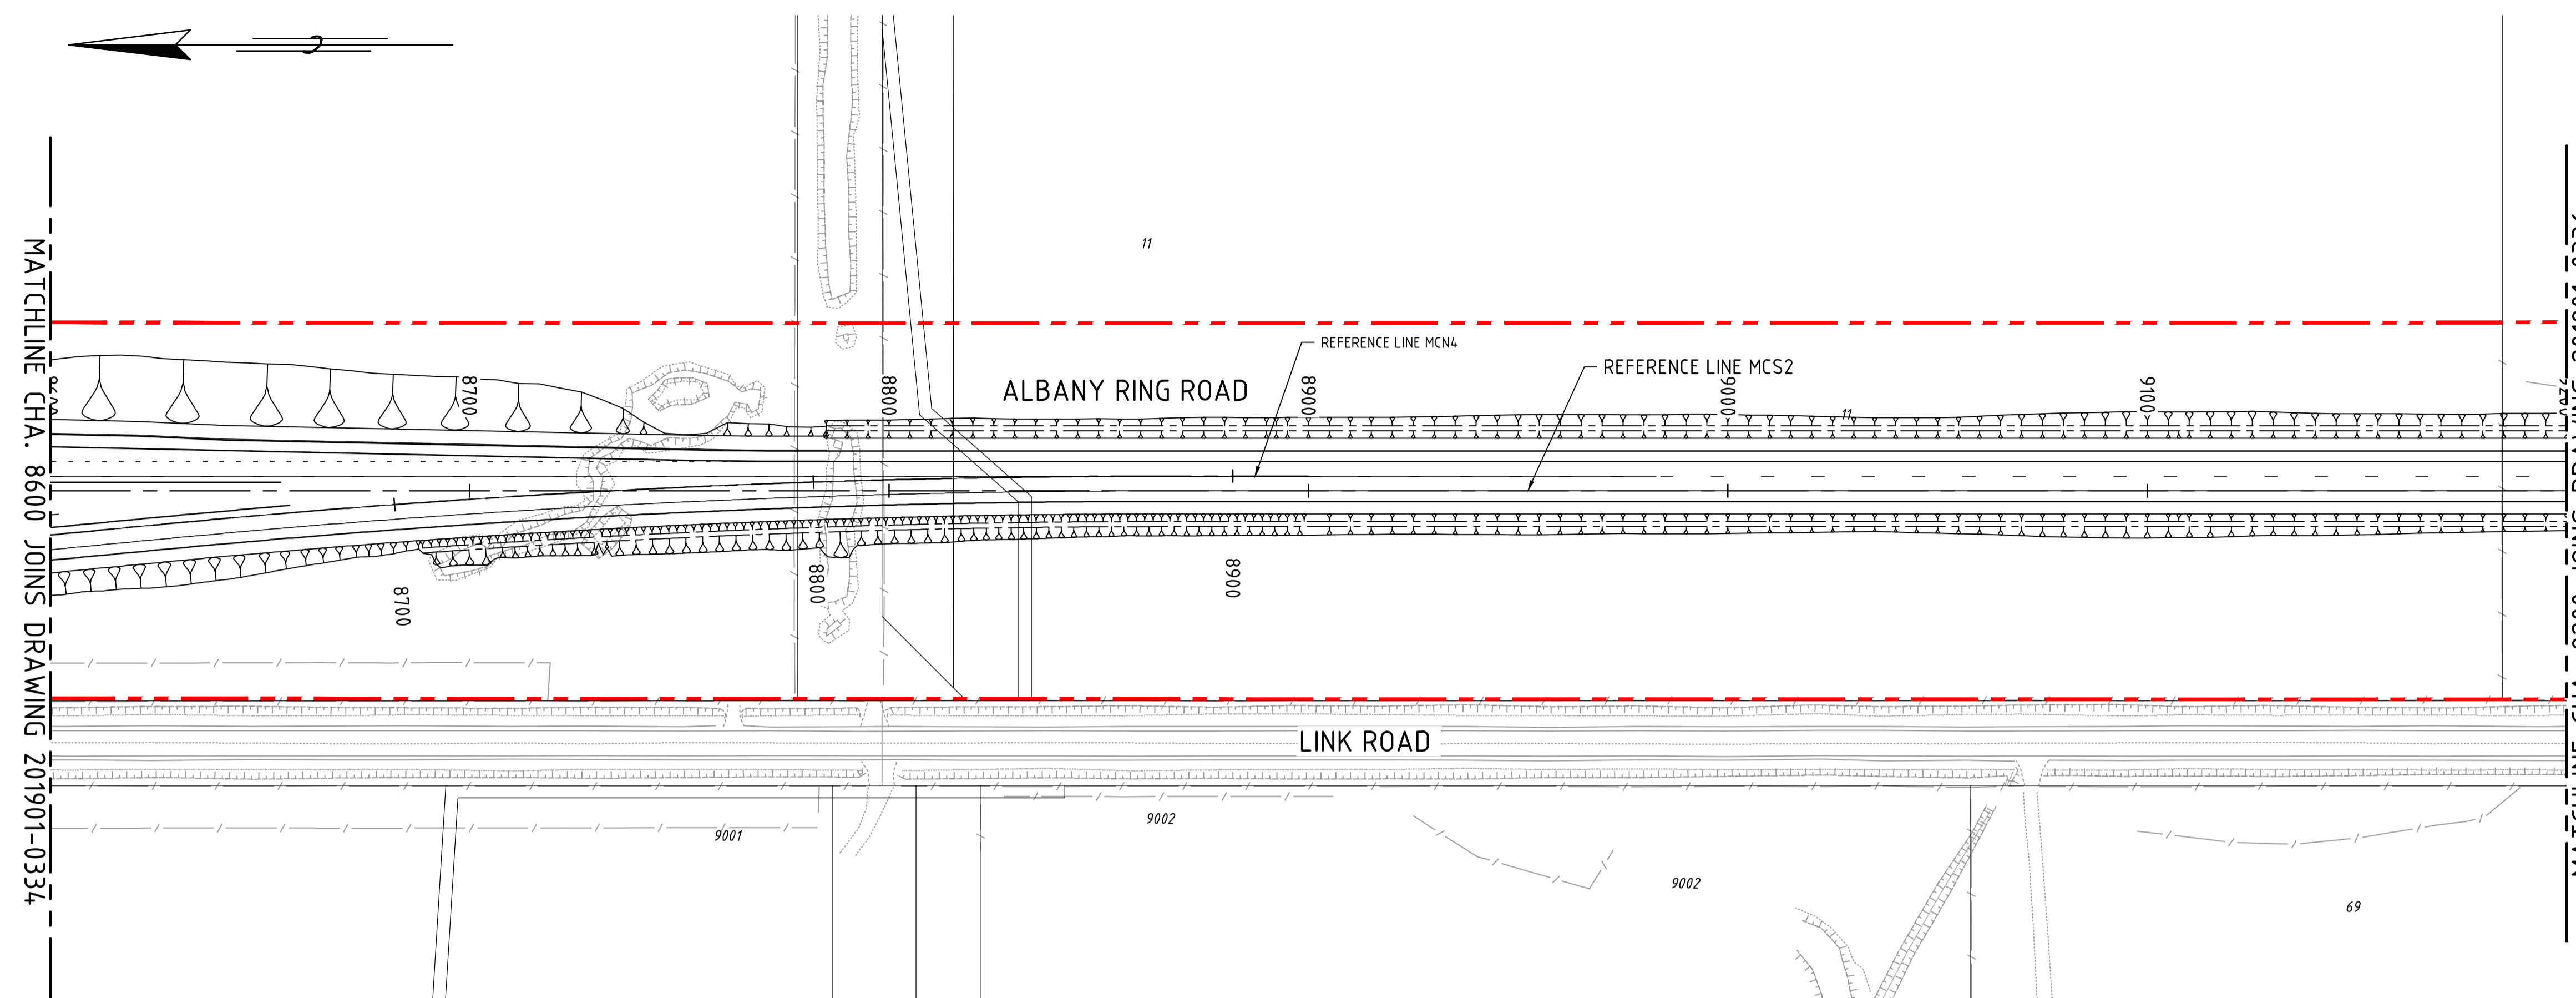 MATCHLINE CHA. 8600 JOINS DRAWING 201901-0334
11
REFERENCE LINE MCN4
REFERENCE LINE MCS2
ALBANY RING ROAD
8700
8800
8900
9000
9100
11
8700
8800
8900
LINK ROAD
9001
9002
9002
69